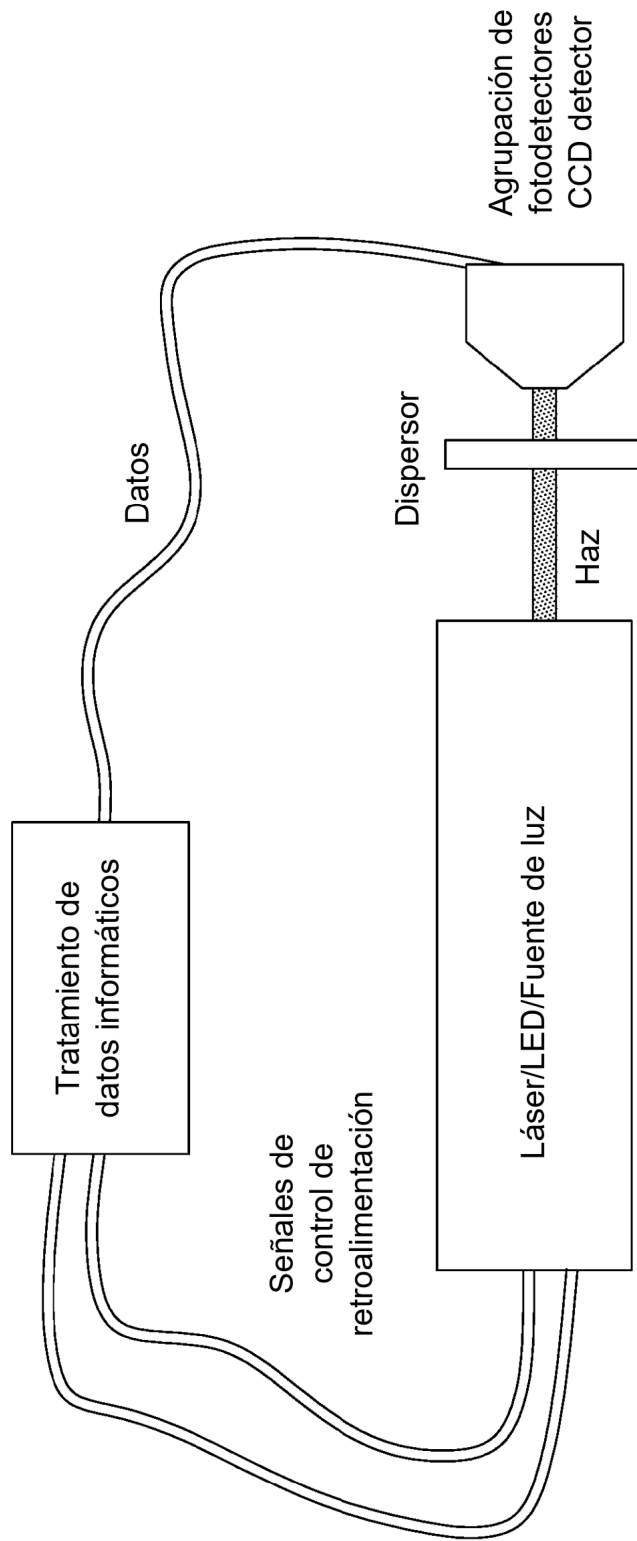 Tratamiento de
datos informáticos
Datos
Señales de
control de
retroalimentación
Láser/LED/Fuente de luz
Haz
Dispersor
Agrupación de
fotodetectores
CCD detector